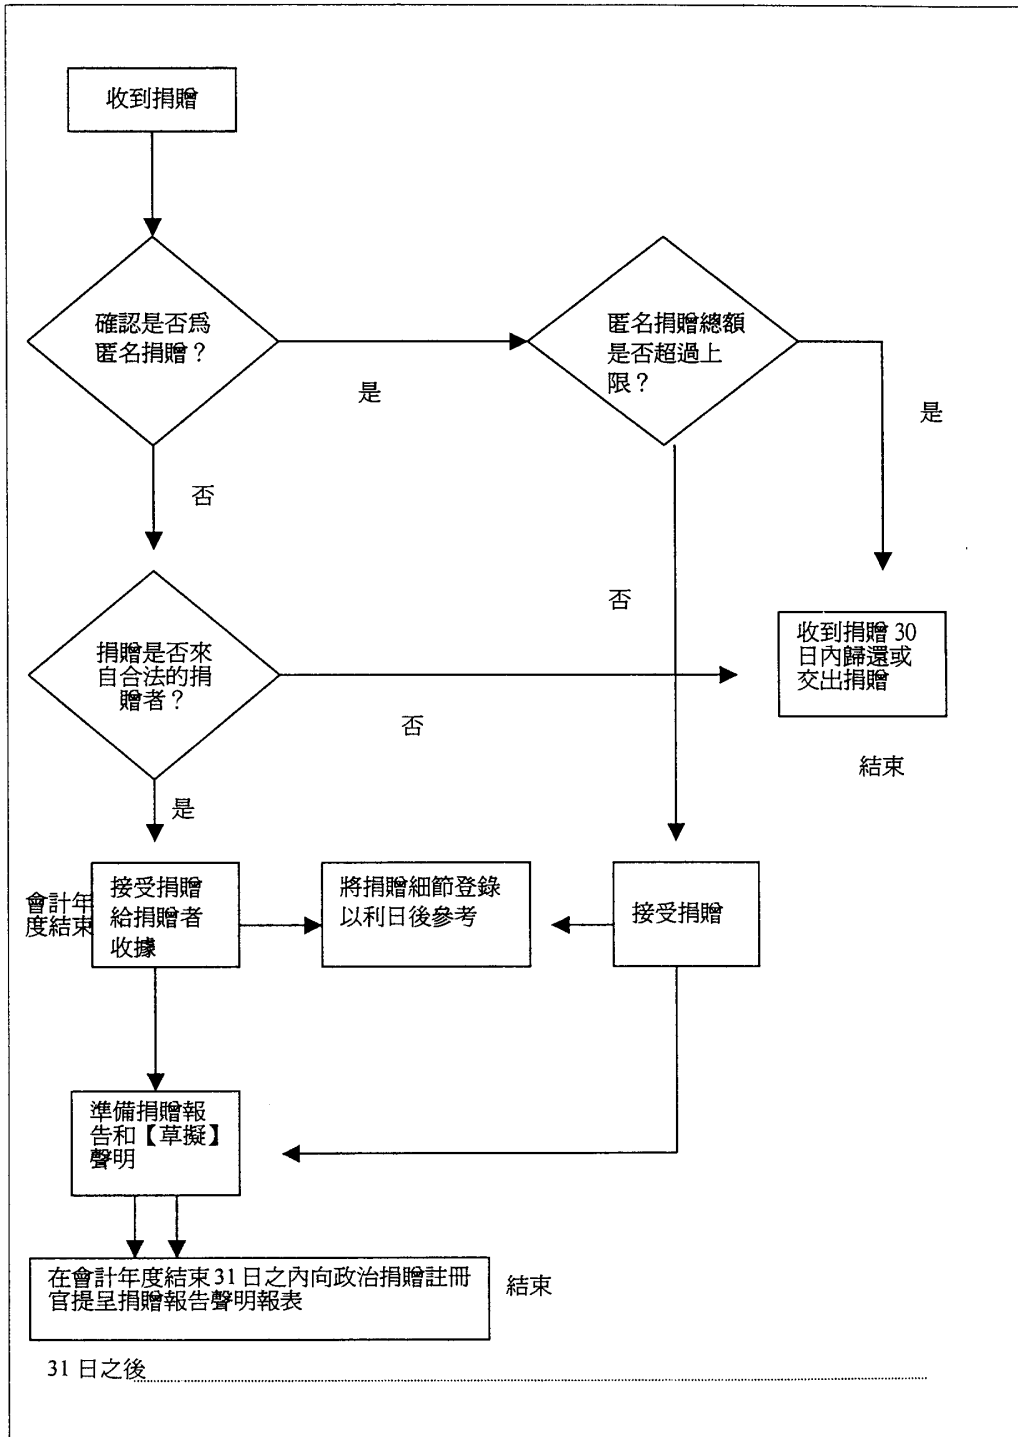 收到捐贈
確認是否爲
匿名捐贈？
匿名捐贈總額
是否超過上
限？
是
是
否
否
捐贈是否來
自合法的捐
贈者？
收到捐贈 30
日內歸還或
交出捐贈
否
結束
是
會計年
度結束
接受捐贈
給捐贈者
收據
將捐贈細節登錄
以利日後參考
接受捐贈
準備捐贈報
告和【草擬】
聲明
在會計年度結束 31 日之內向政治捐贈註冊
官提呈捐贈報告聲明報表
結束
31 日之後